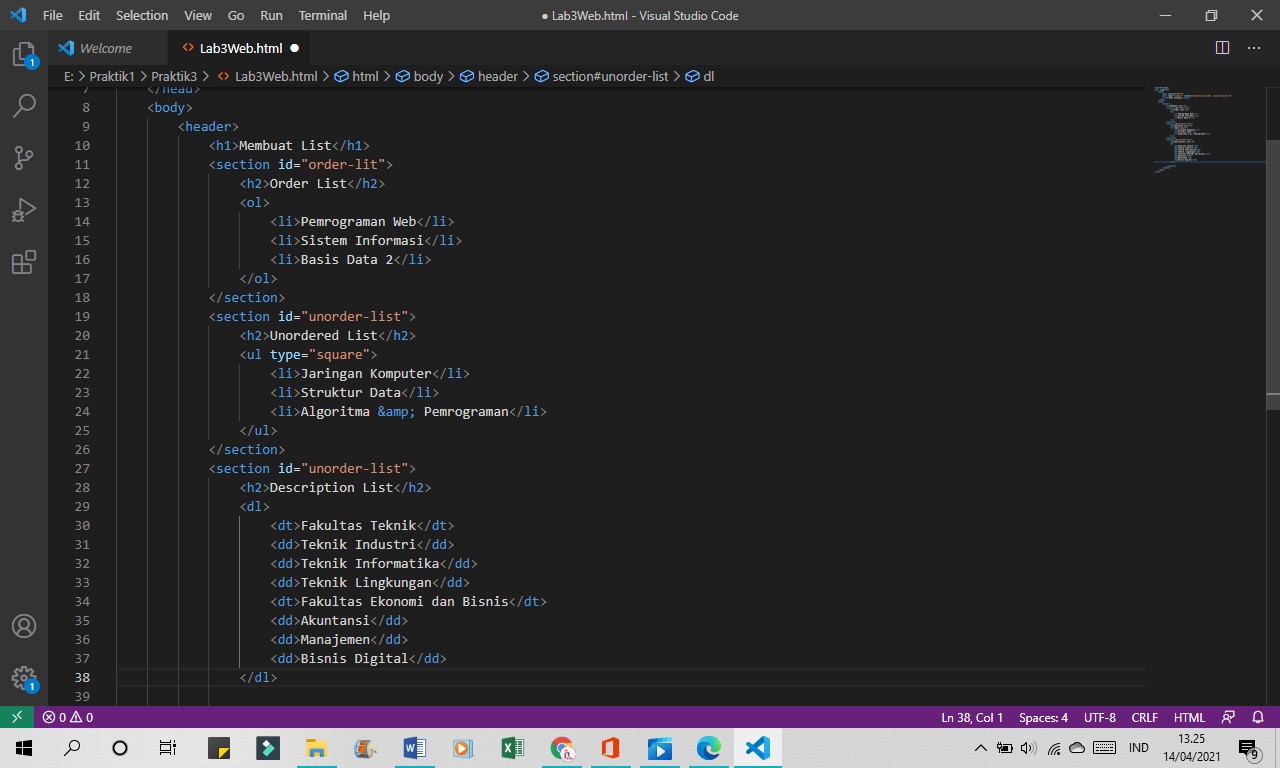 File Edit Selection View Go Run Terminal Help ● Lab3Web.html - Visual Studio Code
Welcome <> Lab3Web.html ●
E: > Praktik1 > Praktik3 > <> Lab3Web.html > html > body > header > section#unorder-list > dl
7 </head>
8 <body>
9 <header>
10 <h1>Membuat List</h1>
11 <section id="order-lit">
12 <h2>Order List</h2>
13 <ol>
14 <li>Pemrograman Web</li>
15 <li>Sistem Informasi</li>
16 <li>Basis Data 2</li>
17 </ol>
18 </section>
19 <section id="unorder-list">
20 <h2>Unordered List</h2>
21 <ul type="square">
22 <li>Jaringan Komputer</li>
23 <li>Struktur Data</li>
24 <li>Algoritma &amp; Pemrograman</li>
25 </ul>
26 </section>
27 <section id="unorder-list">
28 <h2>Description List</h2>
29 <dl>
30 <dt>Fakultas Teknik</dt>
31 <dd>Teknik Industri</dd>
32 <dd>Teknik Informatika</dd>
33 <dd>Teknik Lingkungan</dd>
34 <dt>Fakultas Ekonomi dan Bisnis</dt>
35 <dd>Akuntansi</dd>
36 <dd>Manajemen</dd>
37 <dd>Bisnis Digital</dd>
38 </dl>
39
1
1
0 0 Ln 38, Col 1 Spaces: 4 UTF-8 CRLF HTML
IND 13.25
14/04/2021 9